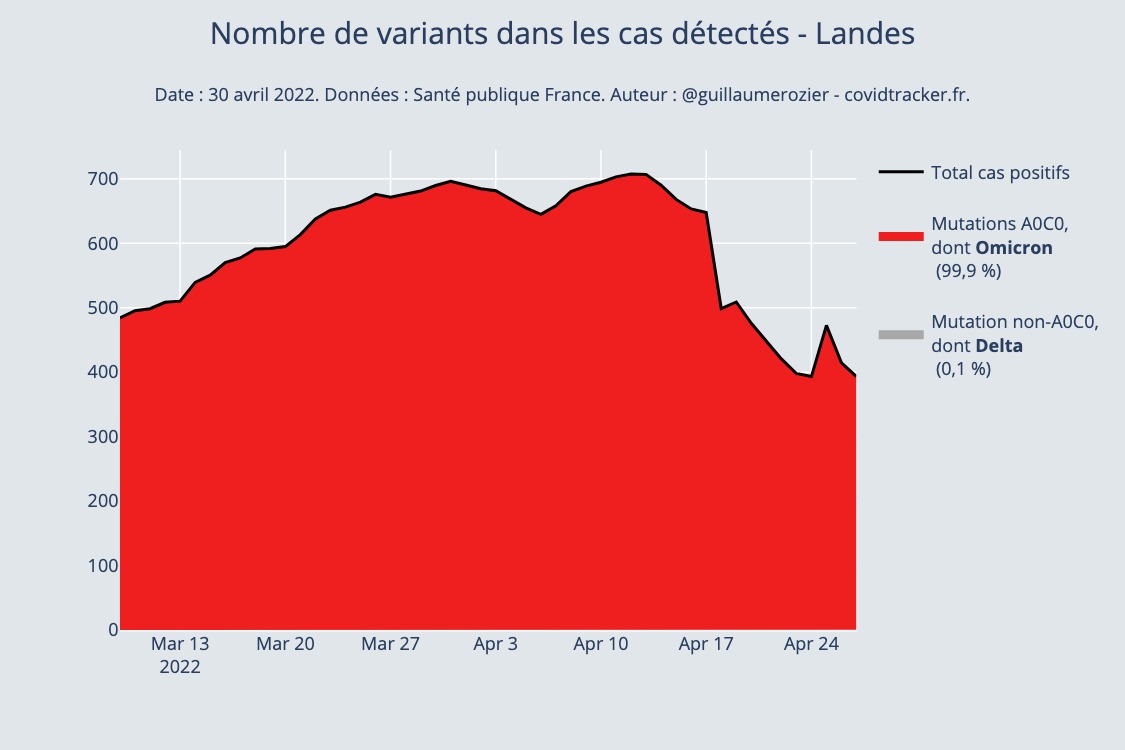 Nombre de variants dans les cas détectés - Landes
Date : 30 avril 2022. Données : Santé publique France. Auteur : @guillaumerozier - covidtracker.fr.
700
600
500
400
300
200
100
0
Mar 13
2022
Mar 20
Mar 27
Apr 3
Apr 10
Apr 17
Apr 24
Total cas positifs
Mutations A0C0,
dont Omicron
(99,9 %)
Mutation non-A0C0,
dont Delta
(0,1 %)